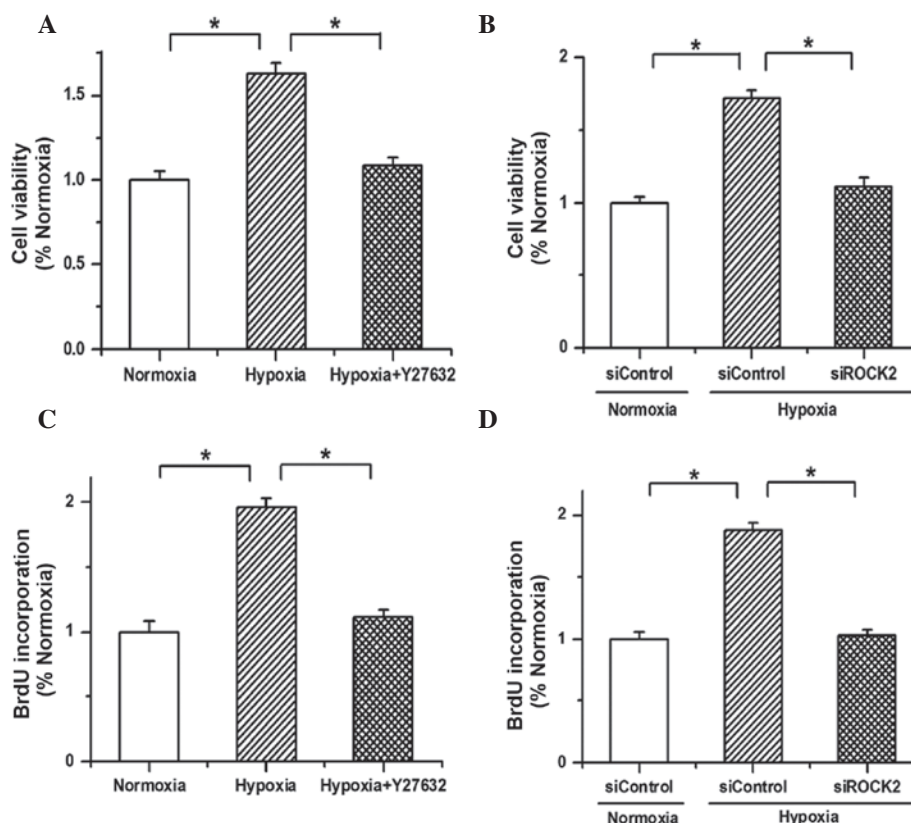 A
* *
Cell viability
(% Normoxia)
1.5
1.0
0.5
0.0
Normoxia Hypoxia Hypoxia+Y27632
B
* *
Cell viability
(% Normoxia)
2
1
0
siControl siControl siROCK2
Normoxia Hypoxia
C
* *
BrdU incorporation
(% Normoxia)
2
1
0
Normoxia Hypoxia Hypoxia+Y27632
D
* *
BrdU incorporation
(% Normoxia)
2
1
0
siControl siControl siROCK2
Normoxia Hypoxia